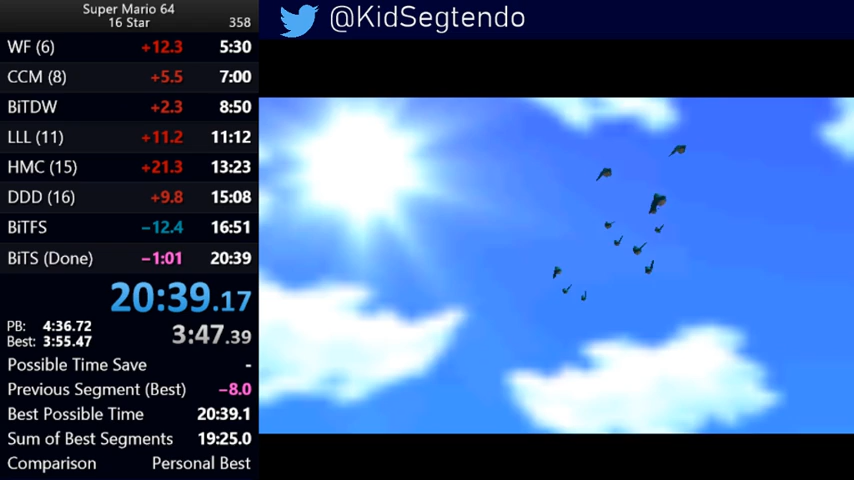 Super Mario 64
16 Star 358
@KidSegtendo
WF (6) +12.3 5:30
CCM (8) +5.5 7:00
BiTDW +2.3 8:50
LLL (11) +11.2 11:12
HMC (15) +21.3 13:23
DDD (16) +9.8 15:08
BiTFS −12.4 16:51
BiTS (Done) −1:01 20:39
20:39.17
PB: 4:36.72
Best: 3:55.47
3:47.39
Possible Time Save -
Previous Segment (Best) −8.0
Best Possible Time 20:39.1
Sum of Best Segments 19:25.0
Comparison Personal Best